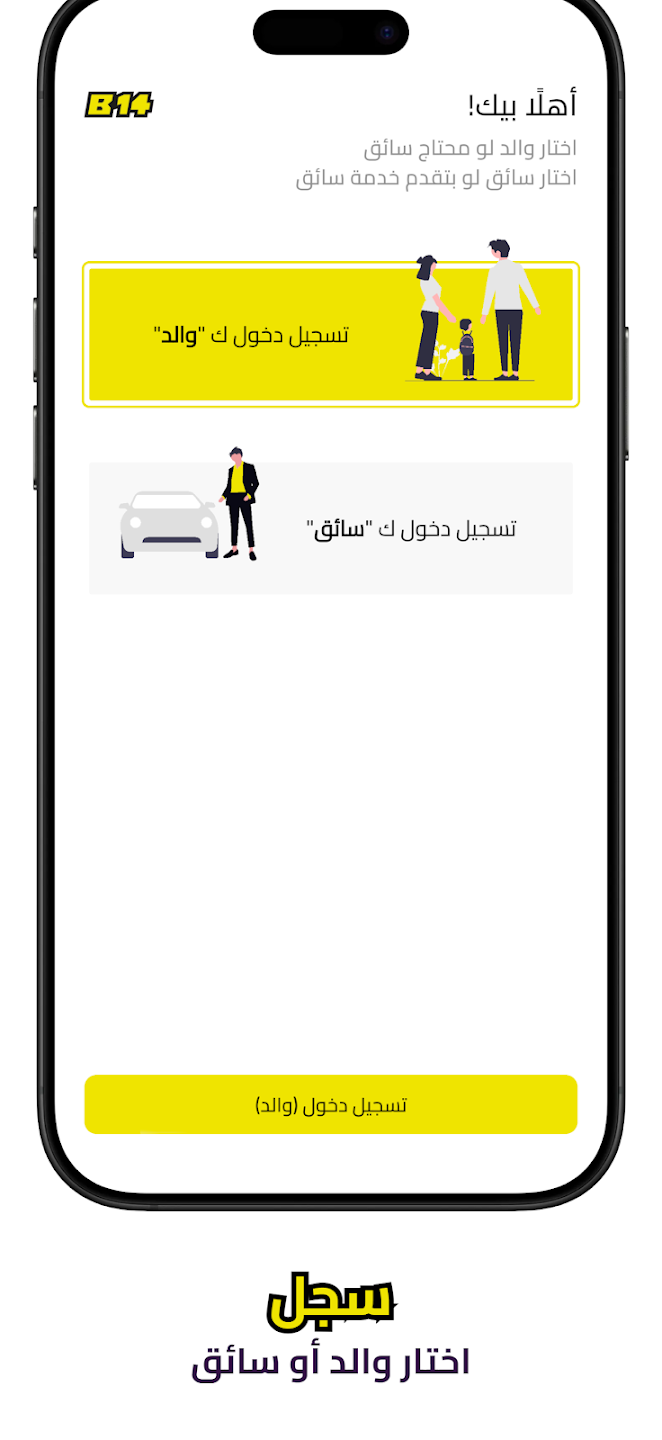 أهلًا بيك!
B14
اختار والد لو محتاج سائق
اختار سائق لو بتقدم خدمة سائق
تسجيل دخول ك "والد"
تسجيل دخول ك "سائق"
تسجيل دخول (والد)
سجل
اختار والد أو سائق